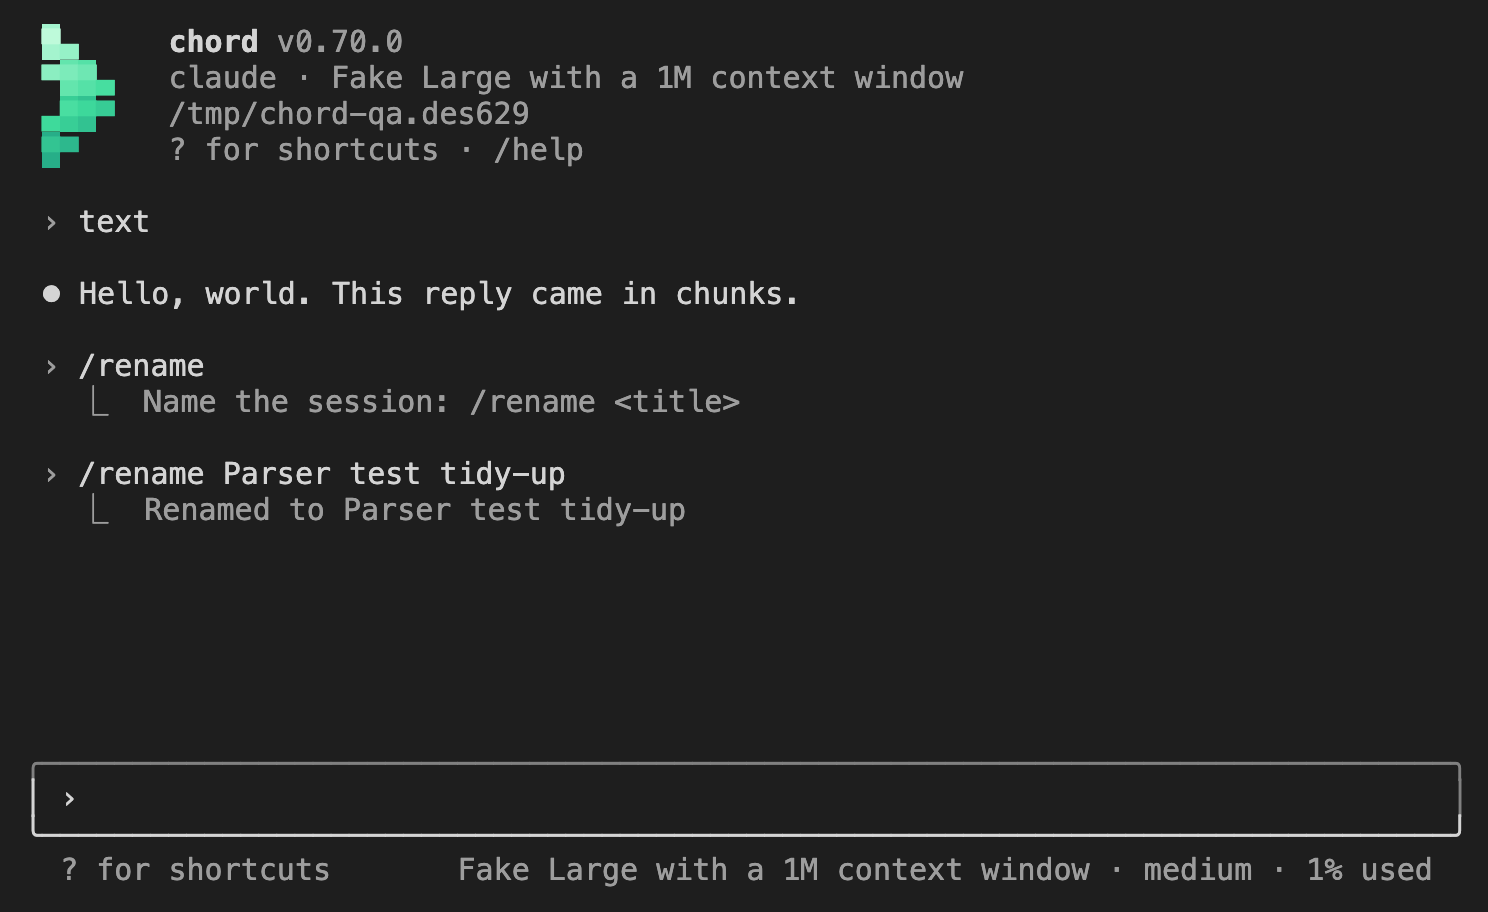 chord v0.70.0
claude · Fake Large with a 1M context window
/tmp/chord-qa.des629
? for shortcuts · /help
› text
● Hello, world. This reply came in chunks.
› /rename
⎿ Name the session: /rename <title>
› /rename Parser test tidy-up
⎿ Renamed to Parser test tidy-up
›
? for shortcuts Fake Large with a 1M context window · medium · 1% used